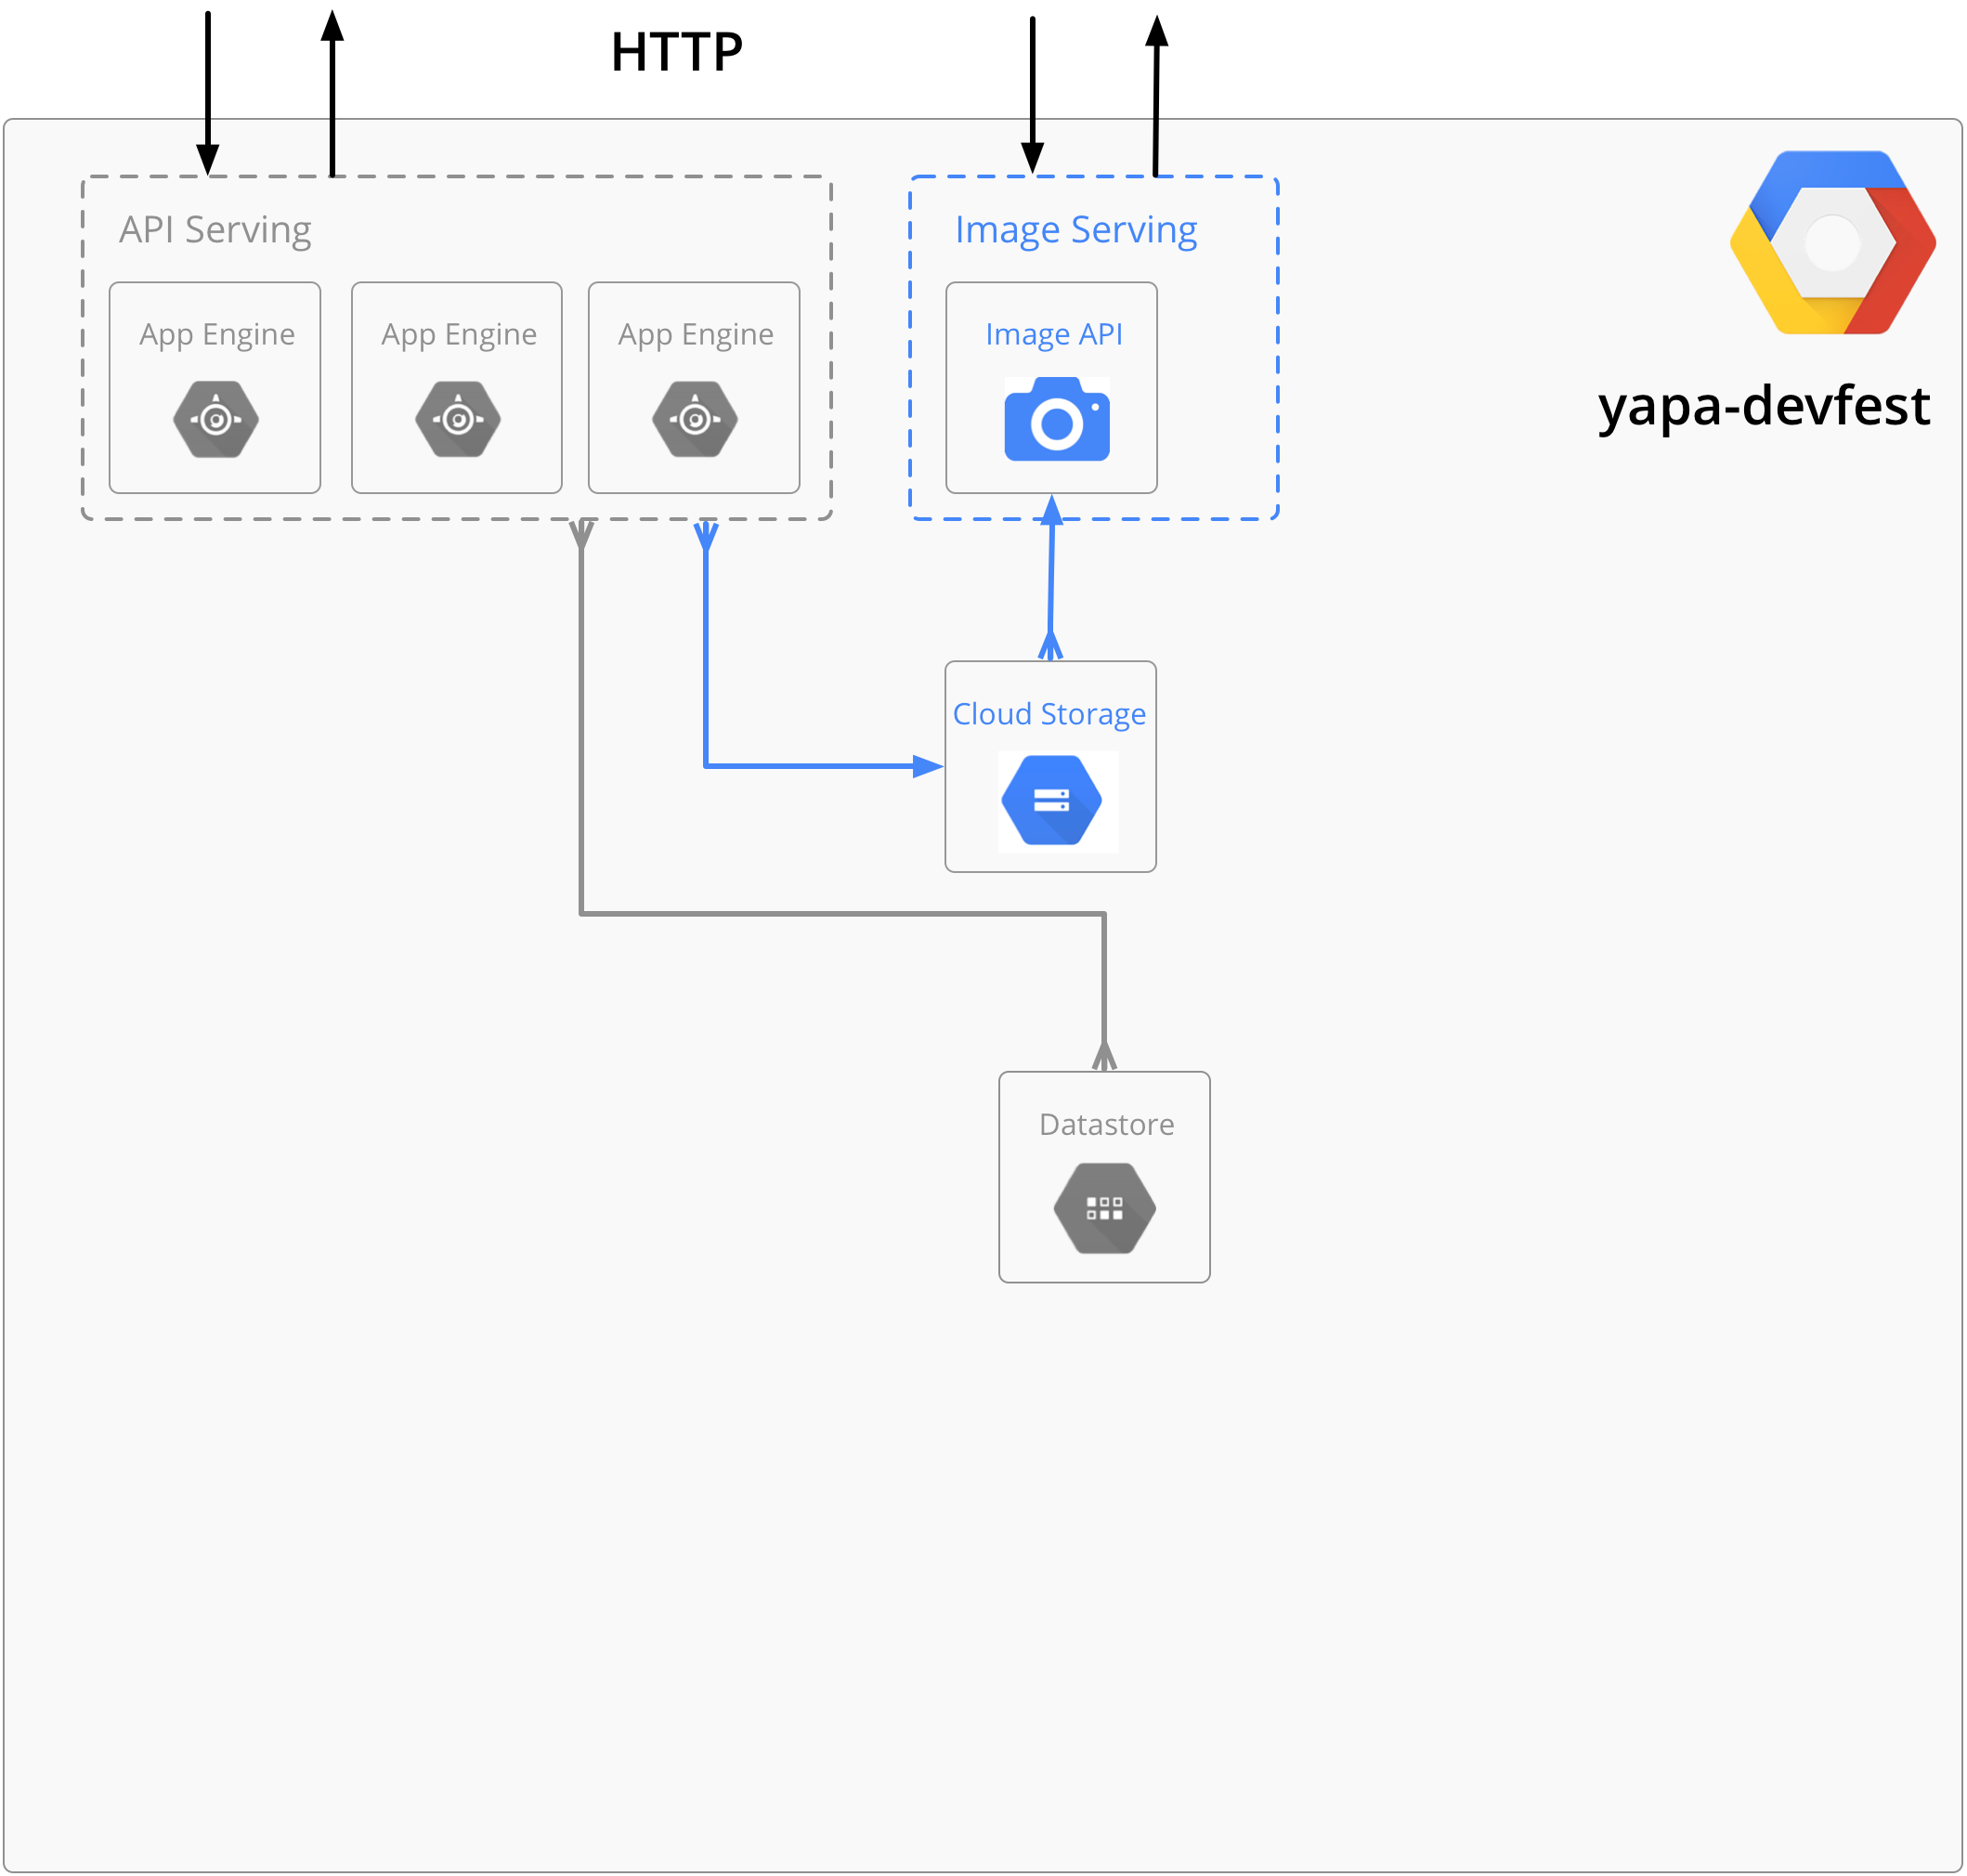 HTTP
API Serving
Image Serving
App Engine
App Engine
App Engine
Image API
yapa-devfest
Cloud Storage
Datastore